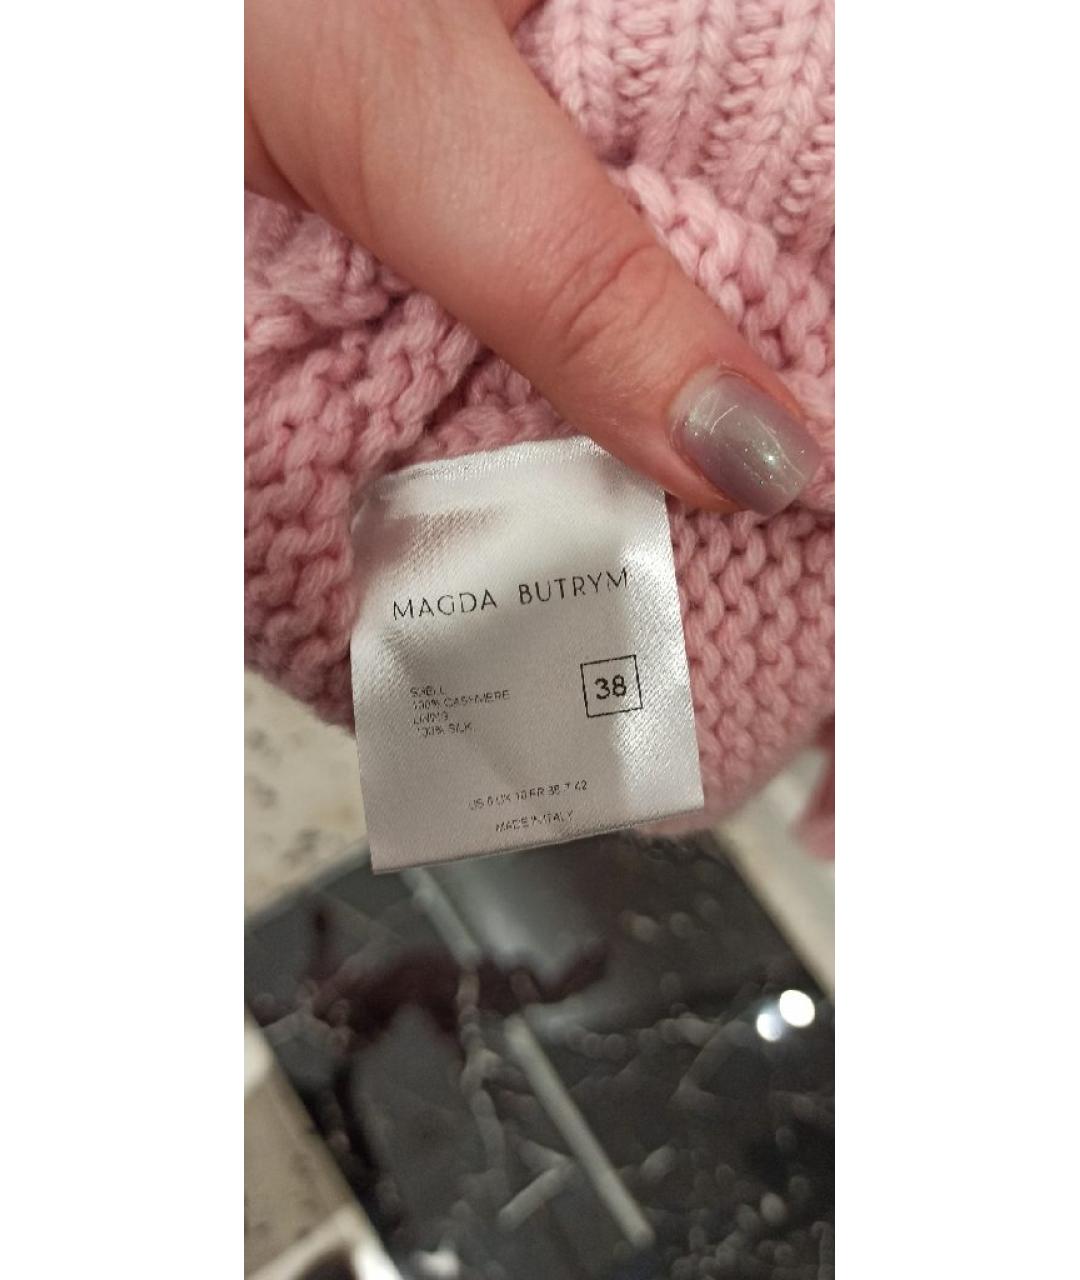 MAGDA BUTRYM
38
SHELL
100% CASHMERE
LINING
100% SILK
US 6 UK 10 FR 38 IT 42
MADE IN ITALY